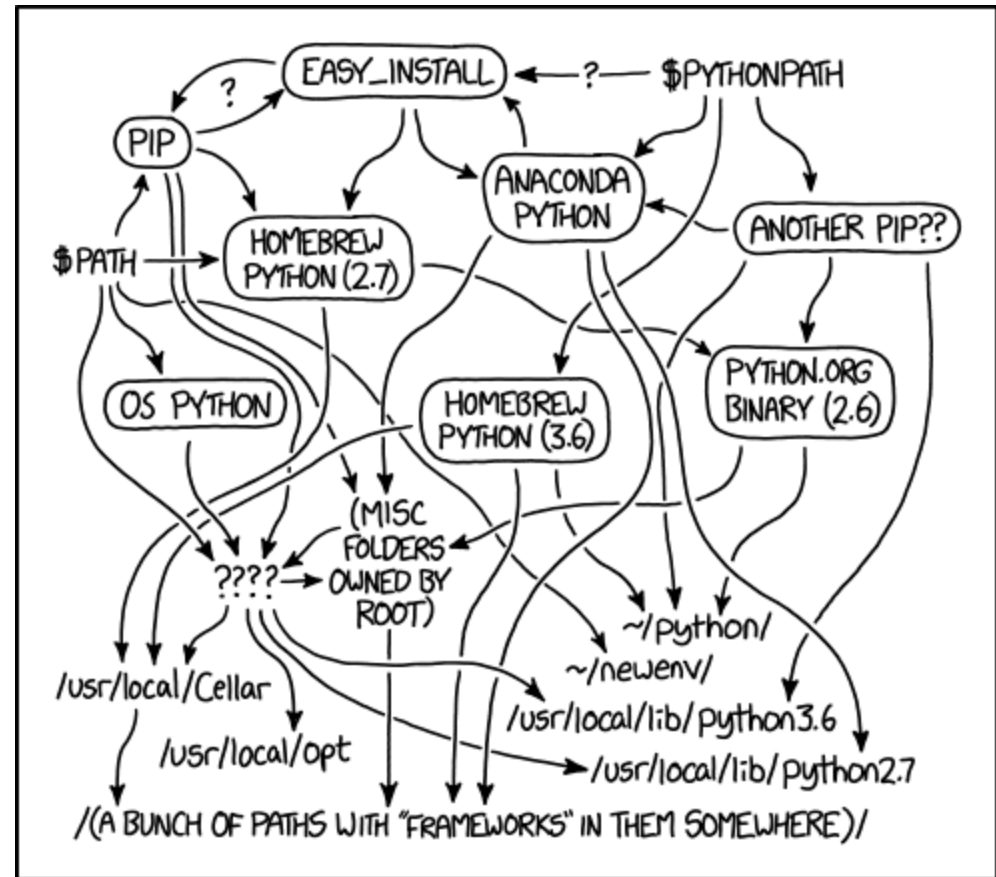 EASY_INSTALL
?
$PYTHONPATH
?
PIP
ANACONDA
PYTHON
ANOTHER PIP??
HOMEBREW
PYTHON (2.7)
$PATH
OS PYTHON
HOMEBREW
PYTHON (3.6)
PYTHON.ORG
BINARY (2.6)
(MISC
FOLDERS
OWNED BY
ROOT)
????
~/python/
~/newenv/
/usr/local/Cellar
/usr/local/lib/python3.6
/usr/local/opt
/usr/local/lib/python2.7
/(A BUNCH OF PATHS WITH "FRAMEWORKS" IN THEM SOMEWHERE)/